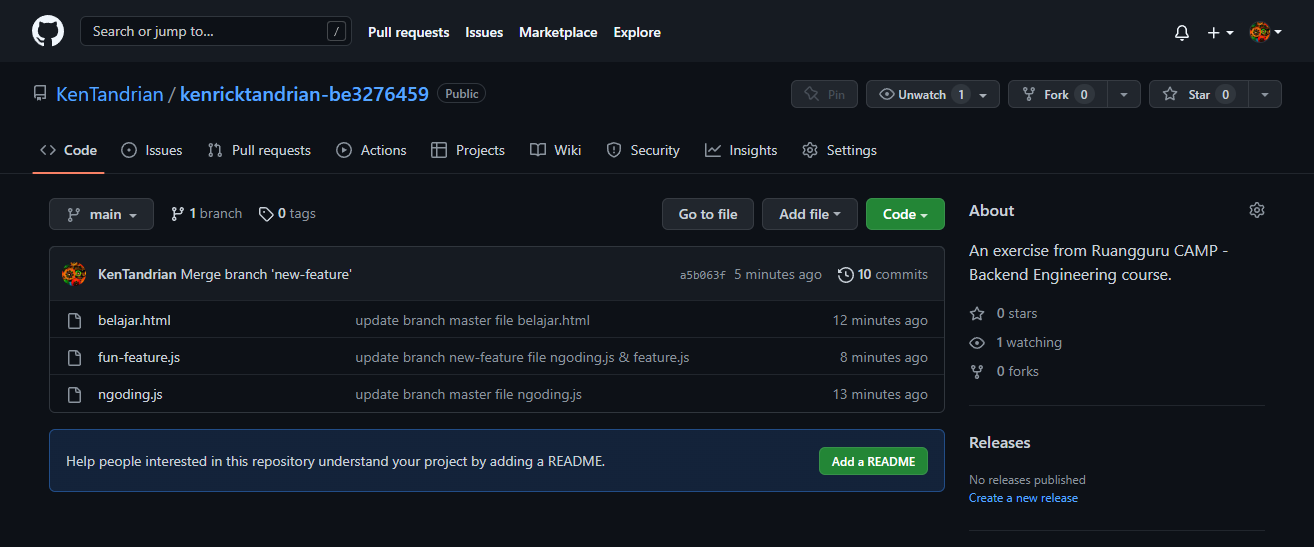 Search or jump to... / Pull requests Issues Marketplace Explore
KenTandrian / kenricktandrian-be3276459 Public Pin Unwatch 1 Fork 0 Star 0
Code Issues Pull requests Actions Projects Wiki Security Insights Settings
main 1 branch 0 tags Go to file Add file Code
KenTandrian Merge branch 'new-feature' a5b063f 5 minutes ago 10 commits
belajar.html update branch master file belajar.html 12 minutes ago
fun-feature.js update branch new-feature file ngoding.js & feature.js 8 minutes ago
ngoding.js update branch master file ngoding.js 13 minutes ago
Help people interested in this repository understand your project by adding a README. Add a README
About
An exercise from Ruangguru CAMP -
Backend Engineering course.
0 stars
1 watching
0 forks
Releases
No releases published
Create a new release